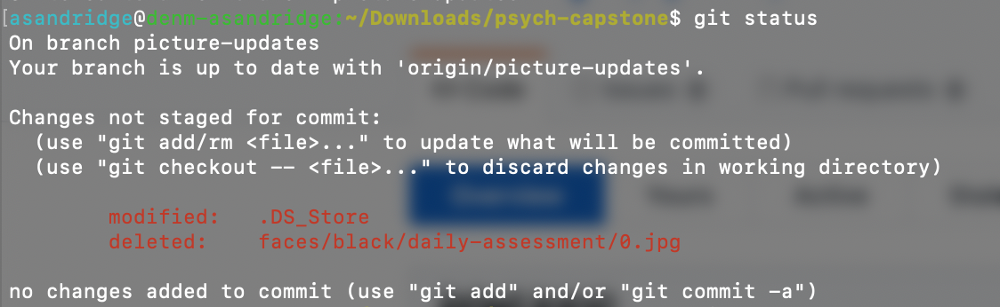 [asandridge@denm-asandridge:~/Downloads/psych-capstone$ git status
On branch picture-updates
Your branch is up to date with 'origin/picture-updates'.
Changes not staged for commit:
(use "git add/rm <file>..." to update what will be committed)
(use "git checkout -- <file>..." to discard changes in working directory)
modified: .DS_Store
deleted: faces/black/daily-assessment/0.jpg
no changes added to commit (use "git add" and/or "git commit -a")